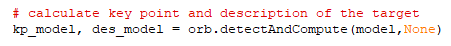 # calculate key point and description of the target
kp_model, des_model = orb.detectAndCompute(model,None)